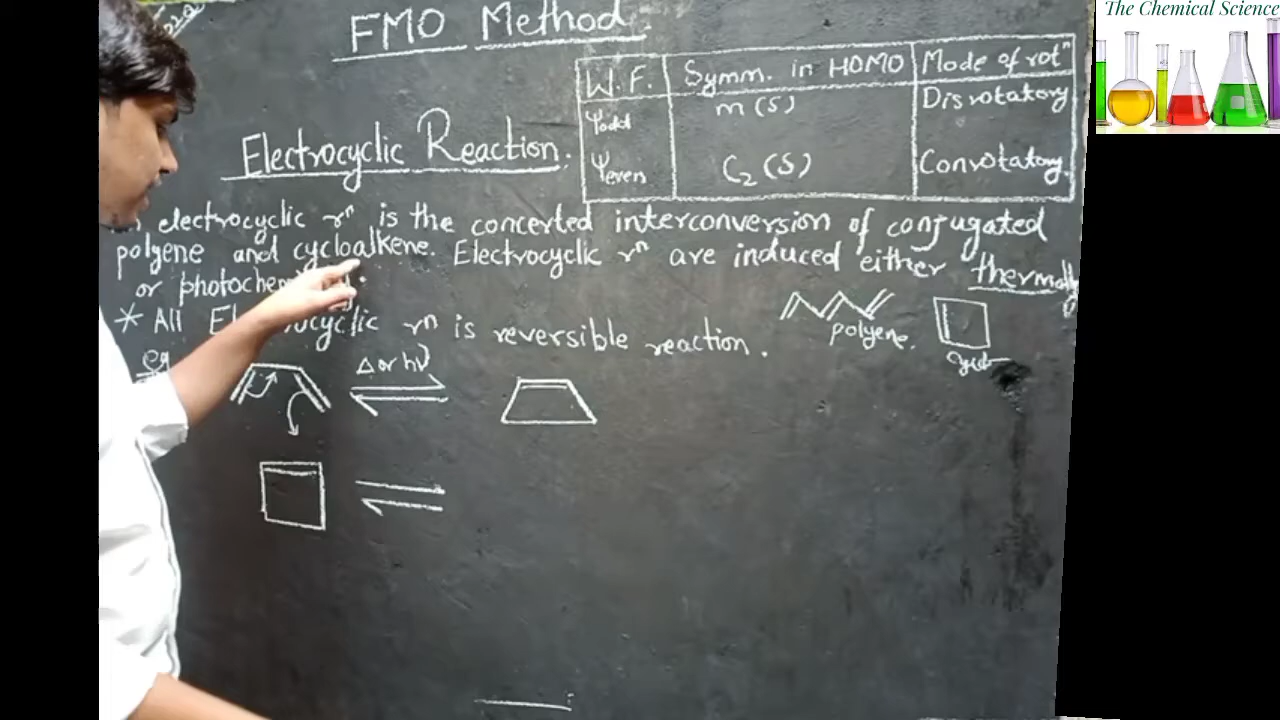 The Chemical Science
FMO Method.
W.F. Symm. in HOMO Mode of rotⁿ
Ψodd m (S) Disrotatory
Ψeven C₂ (S) Conrotatory.
Electrocyclic Reaction.
electrocyclic rⁿ is the concerted interconversion of conjugated
polyene and cycloalkene. Electrocyclic rⁿ are induced either thermally
or
* All rⁿ is reversible reaction.
polyene.
eg
Δ or hν